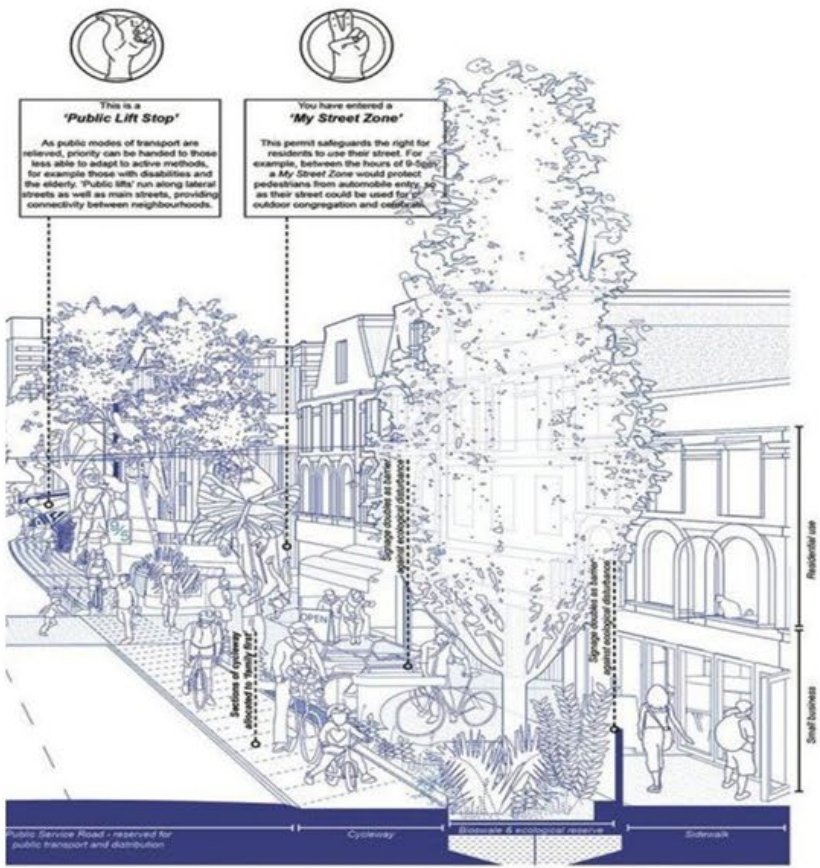 This is a
'Public Lift Stop'
As public modes of transport are
relieved, priority can be handed to those
less able to adapt to active methods,
for example those with disabilities and
the elderly. 'Public lifts' run along lateral
streets as well as main streets, providing
connectivity between neighbourhoods.
You have entered a
'My Street Zone'
This permit safeguards the right for
residents to use their street. For
example, between the hours of 9-5pm
a My Street Zone would protect
pedestrians from automobile entry, so
as their street could be used for
outdoor congregation and
Signage doubles as barrier
against ecological disturbance
Signage doubles as barrier
against ecological disturbance
Sections of cycleway
allocated to 'family first'
OPEN
Residential use
Small business
Public Service Road - reserved for
public transport and distribution
Cycleway
Bioswale & ecological reserve
Sidewalk